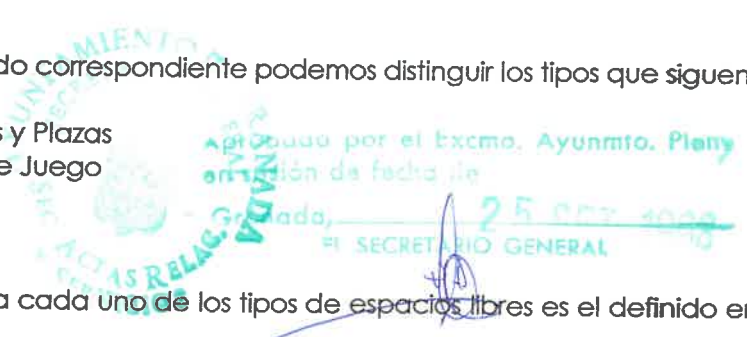 do correspondiente podemos distinguir los tipos que siguen
s y Plazas
e Juego
Aprobado por el Excmo. Ayunmto. Pleno
en sesión de fecha de
Granada, 25 OCT
El SECRETARIO GENERAL
ACTAS RELAC.
a cada uno de los tipos de espacios libres es el definido en